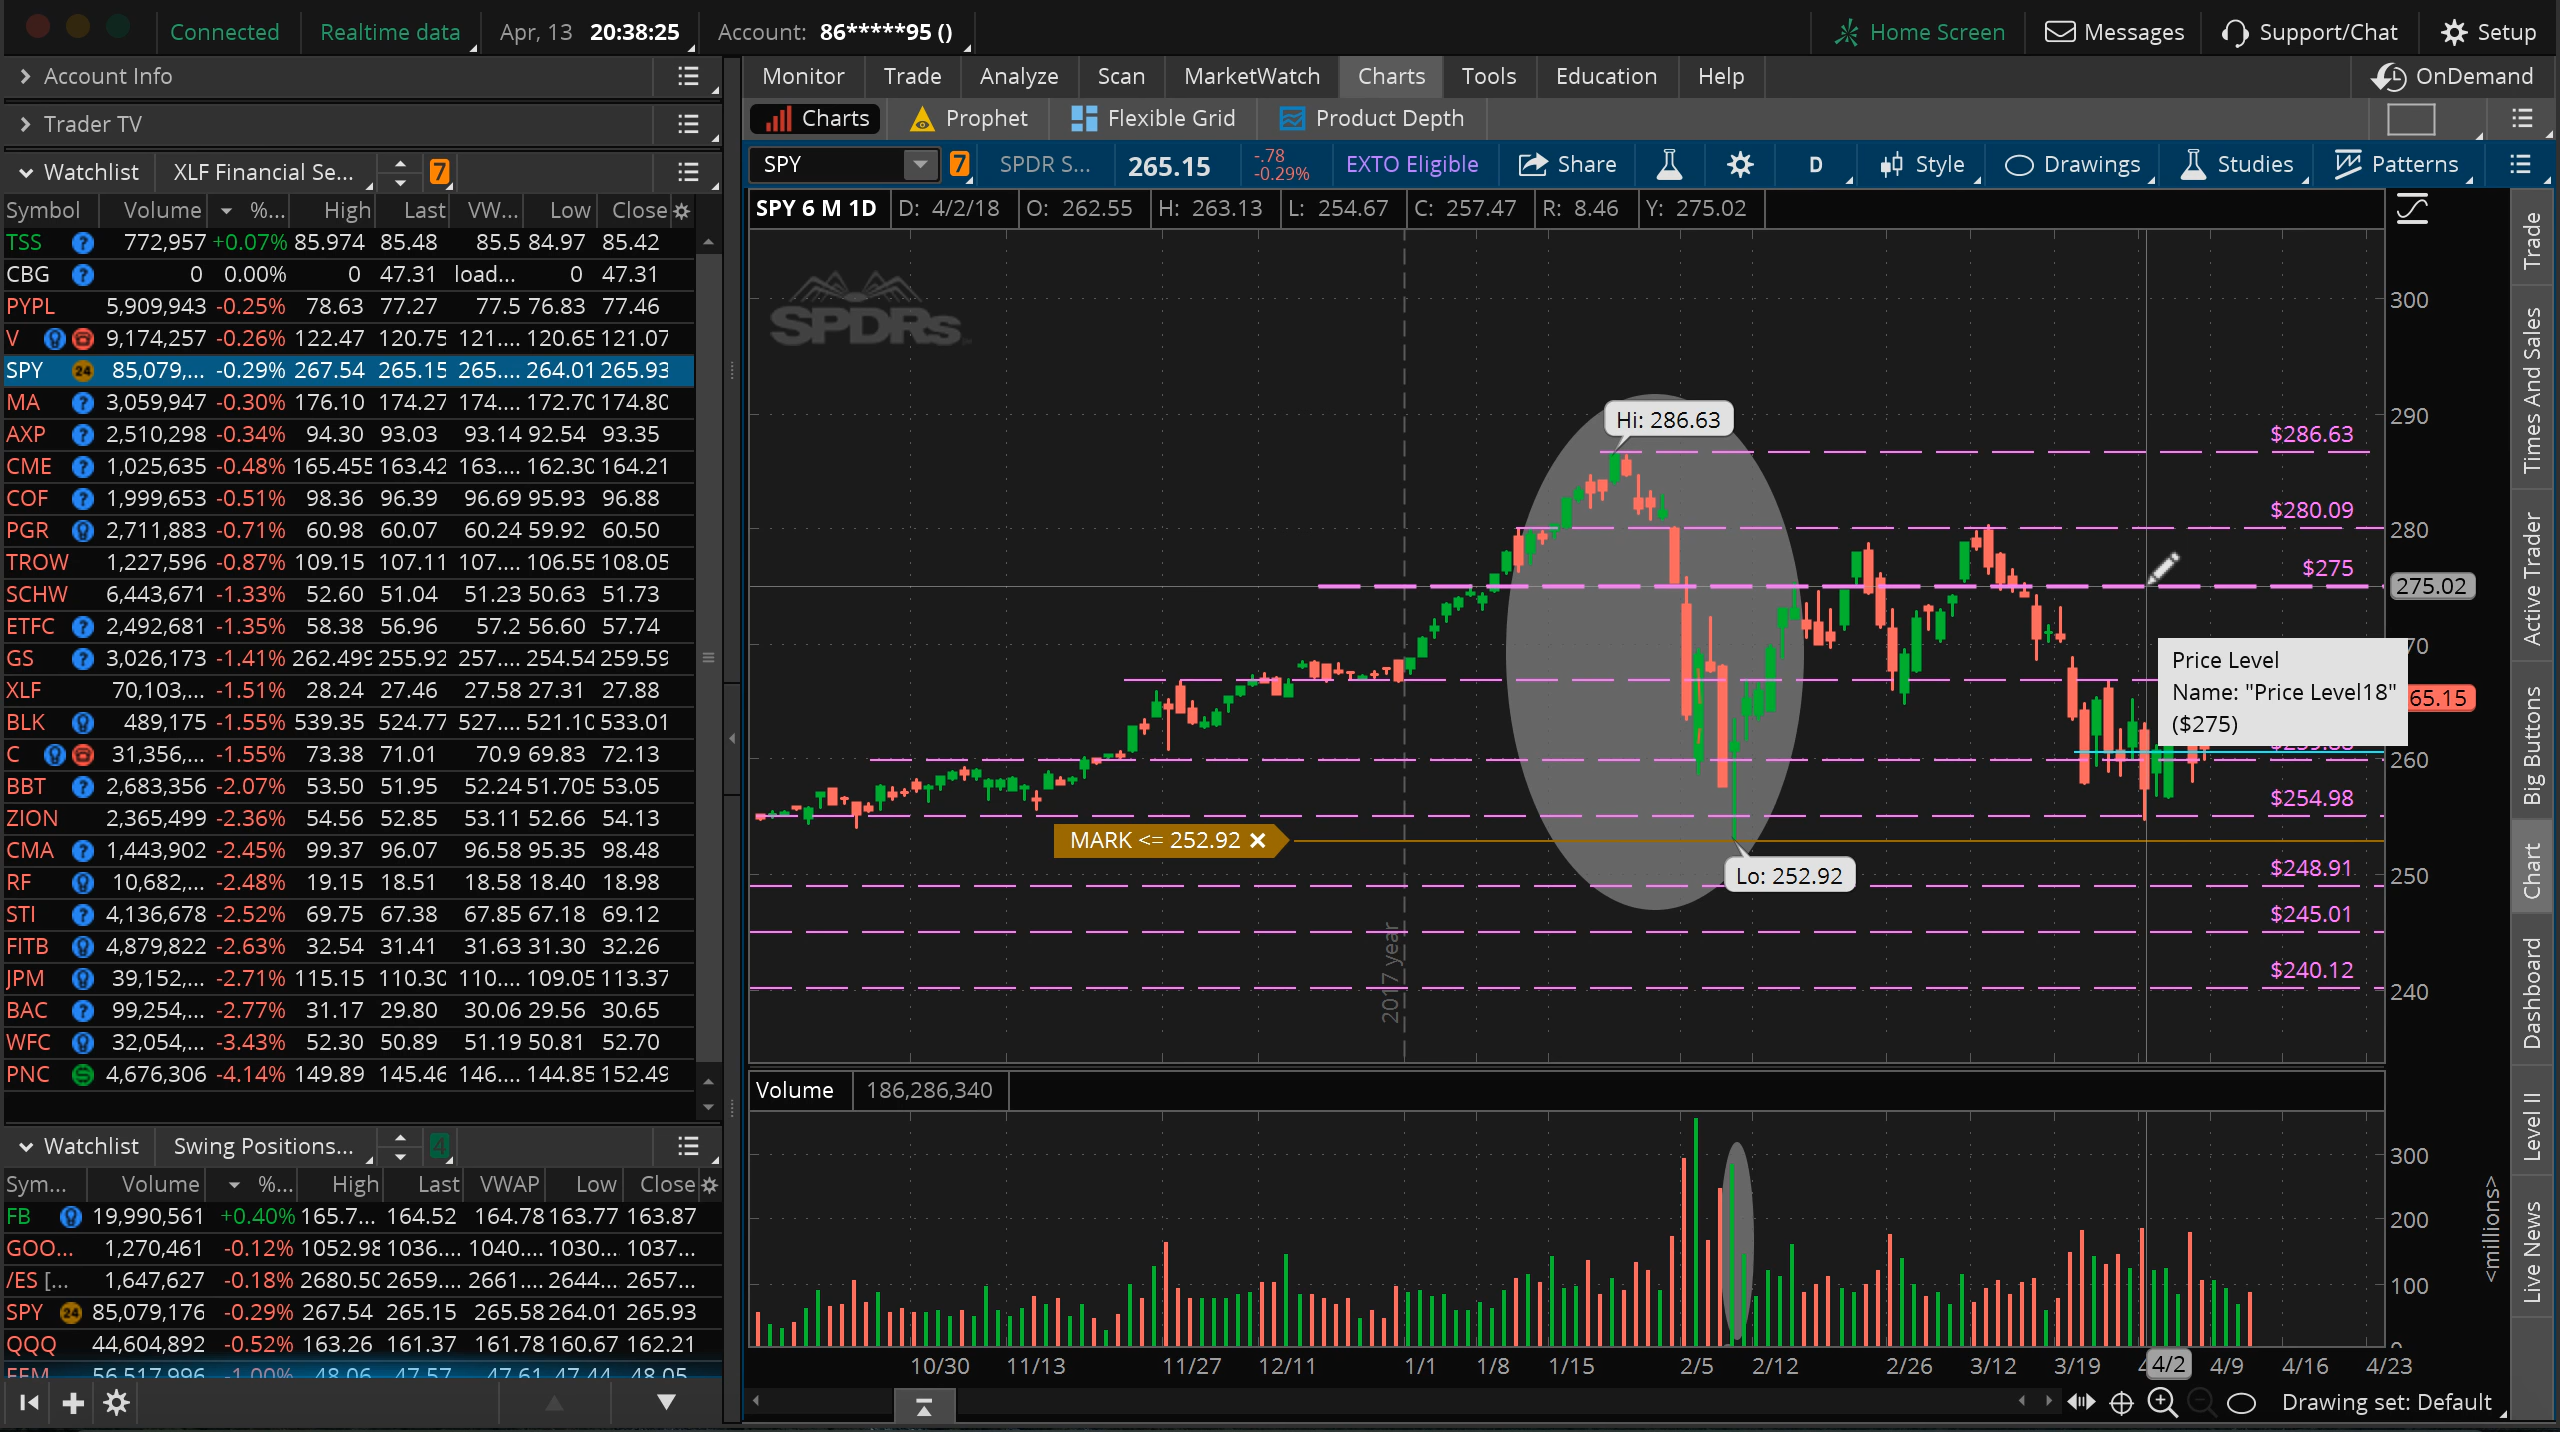 Connected Realtime data Apr, 13 20:38:25 Account: 86*****95 () Home Screen Messages Support/Chat Setup
Account Info
Trader TV
Watchlist XLF Financial Se... 7
Symbol Volume %... High Last VW... Low Close
TSS 772,957 +0.07% 85.974 85.48 85.5 84.97 85.42
CBG 0 0.00% 0 47.31 load... 0 47.31
PYPL 5,909,943 -0.25% 78.63 77.27 77.5 76.83 77.46
V 9,174,257 -0.26% 122.47 120.75 121.... 120.65 121.07
SPY 24 85,079,... -0.29% 267.54 265.15 265.... 264.01 265.93
MA 3,059,947 -0.30% 176.10 174.27 174.... 172.70 174.80
AXP 2,510,298 -0.34% 94.30 93.03 93.14 92.54 93.35
CME 1,025,635 -0.48% 165.455 163.42 163.... 162.30 164.21
COF 1,999,653 -0.51% 98.36 96.39 96.69 95.93 96.88
PGR 2,711,883 -0.71% 60.98 60.07 60.24 59.92 60.50
TROW 1,227,596 -0.87% 109.15 107.11 107.... 106.55 108.05
SCHW 6,443,671 -1.33% 52.60 51.04 51.23 50.63 51.73
ETFC 2,492,681 -1.35% 58.38 56.96 57.2 56.60 57.74
GS 3,026,173 -1.41% 262.499 255.92 257.... 254.54 259.59
XLF 70,103,... -1.51% 28.24 27.46 27.58 27.31 27.88
BLK 489,175 -1.55% 539.35 524.77 527.... 521.10 533.01
C 31,356,... -1.55% 73.38 71.01 70.9 69.83 72.13
BBT 2,683,356 -2.07% 53.50 51.95 52.24 51.705 53.05
ZION 2,365,499 -2.36% 54.56 52.85 53.11 52.66 54.13
CMA 1,443,902 -2.45% 99.37 96.07 96.58 95.35 98.48
RF 10,682,... -2.48% 19.15 18.51 18.58 18.40 18.98
STI 4,136,678 -2.52% 69.75 67.38 67.85 67.18 69.12
FITB 4,879,822 -2.63% 32.54 31.41 31.63 31.30 32.26
JPM 39,152,... -2.71% 115.15 110.30 110.... 109.05 113.37
BAC 99,254,... -2.77% 31.17 29.80 30.06 29.56 30.65
WFC 32,054,... -3.43% 52.30 50.89 51.19 50.81 52.70
PNC 4,676,306 -4.14% 149.89 145.46 146.... 144.85 152.49
Watchlist Swing Positions... 4
Sym... Volume %... High Last VWAP Low Close
FB 19,990,561 +0.40% 165.7... 164.52 164.78 163.77 163.87
GOO... 1,270,461 -0.12% 1052.98 1036.... 1040.... 1030.... 1037...
/ES [... 1,647,627 -0.18% 2680.50 2659.... 2661.... 2644... 2657...
SPY 24 85,079,176 -0.29% 267.54 265.15 265.58 264.01 265.93
QQQ 44,604,892 -0.52% 163.26 161.37 161.78 160.67 162.21
EEM 56,517,996 -1.00% 48.06 47.57 47.61 47.44 48.05
Monitor Trade Analyze Scan MarketWatch Charts Tools Education Help OnDemand
Charts Prophet Flexible Grid Product Depth
SPY 7 SPDR S... 265.15 -.78 -0.29% EXTO Eligible Share D Style Drawings Studies Patterns
SPY 6 M 1D D: 4/2/18 O: 262.55 H: 263.13 L: 254.67 C: 257.47 R: 8.46 Y: 275.02
SPDRs
300
Hi: 286.63
290
$286.63
$280.09
280
$275
275.02
70
Price Level
Name: "Price Level18"
($275)
65.15
260
$254.98
MARK <= 252.92
Lo: 252.92
$248.91
250
$245.01
$240.12
240
2017 year
Volume 186,286,340
300
200
100
0
<millions>
10/30 11/13 11/27 12/11 1/1 1/8 1/15 2/5 2/12 2/26 3/12 3/19 4/2 4/9 4/16 4/23
Drawing set: Default
Trade
Times And Sales
Active Trader
Big Buttons
Chart
Dashboard
Level II
Live News